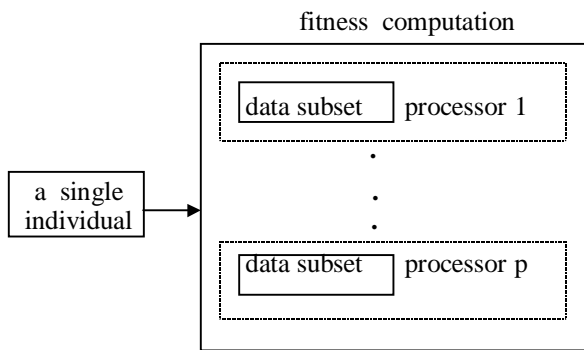 fitness computation
data subset processor 1
a single
individual
data subset processor p